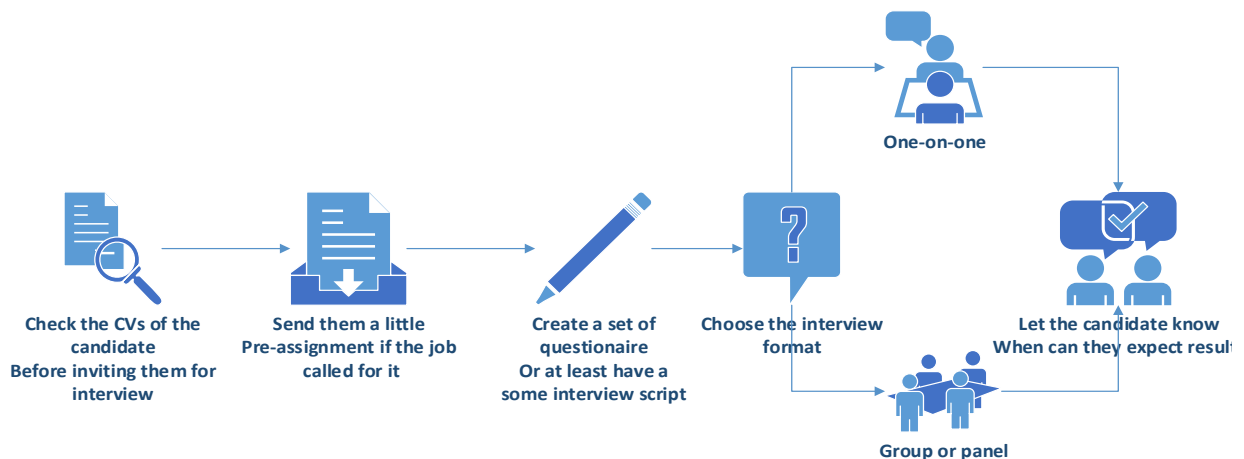 One-on-one
Check the CVs of the
candidate
Before inviting them for
interview
Send them a little
Pre-assignment if the job
called for it
Create a set of
questionaire
Or at least have a
some interview script
Choose the interview
format
Let the candidate know
When can they expect result
Group or panel